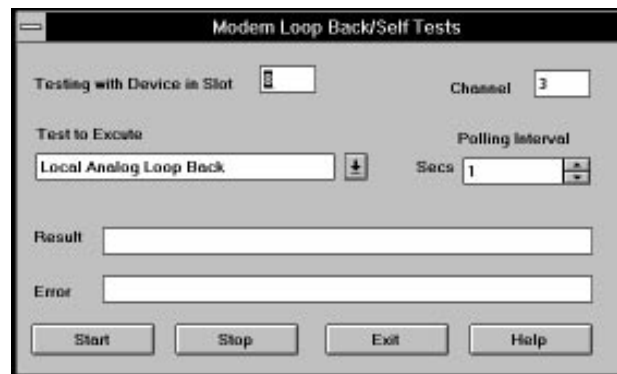 Modem Loop Back/Self Tests
Testing with Device in Slot
Channel 3
Test to Excute
Polling Interval
Local Analog Loop Back
Secs 1
Result
Error
Start Stop Exit Help